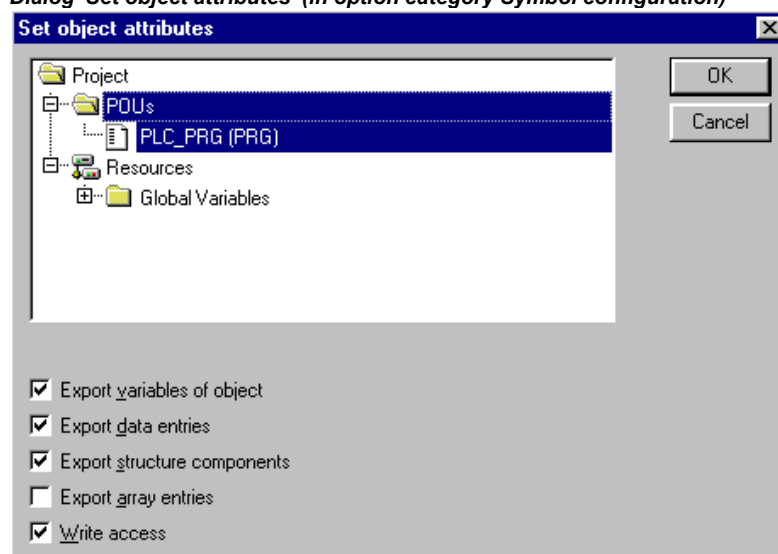 Dialog 'Set object attributes' (in option category Symbol configuration)
Set object attributes
Project
OK
POUs
Cancel
PLC_PRG (PRG)
Resources
Global Variables
Export variables of object
Export data entries
Export structure components
Export array entries
Write access